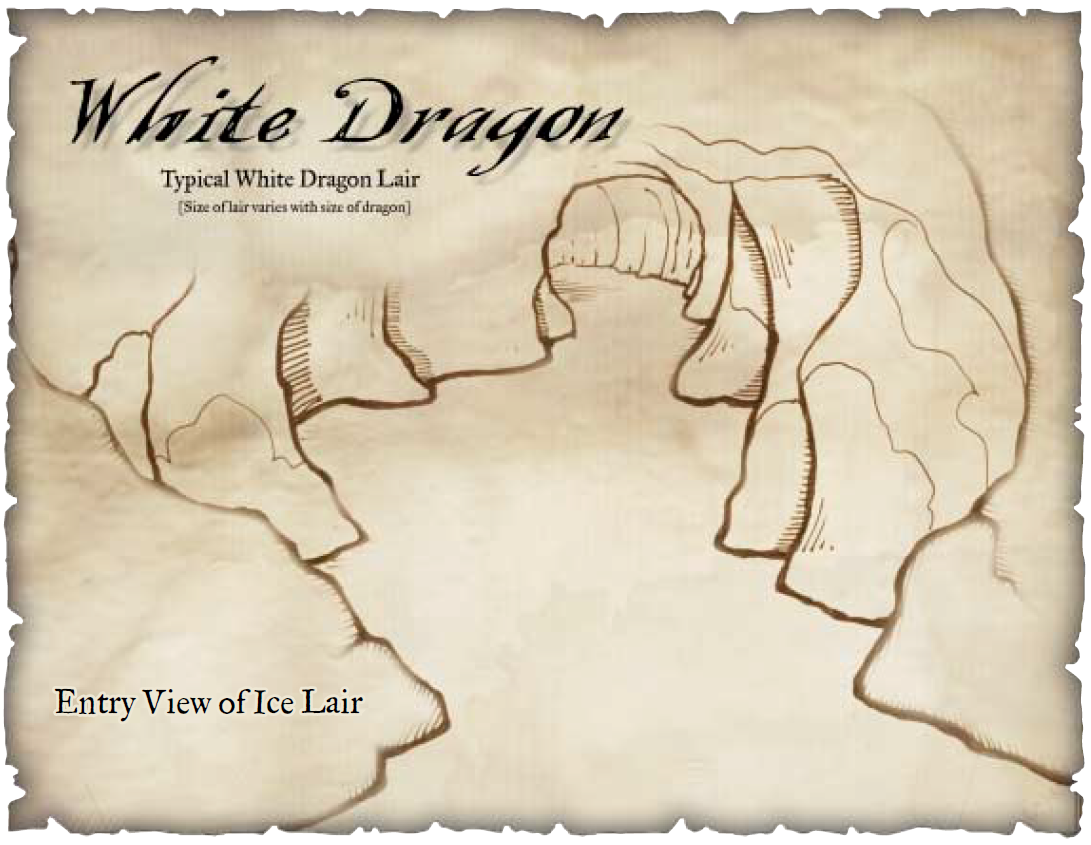 White Dragon
Typical White Dragon Lair
[Size of lair varies with size of dragon]
Entry View of Ice Lair